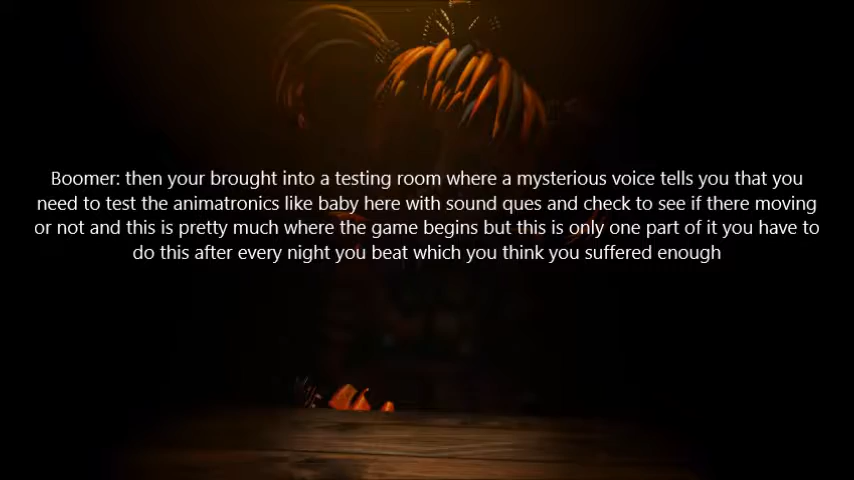 Boomer: then your brought into a testing room where a mysterious voice tells you that you
need to test the animatronics like baby here with sound ques and check to see if there moving
or not and this is pretty much where the game begins but this is only one part of it you have to
do this after every night you beat which you think you suffered enough